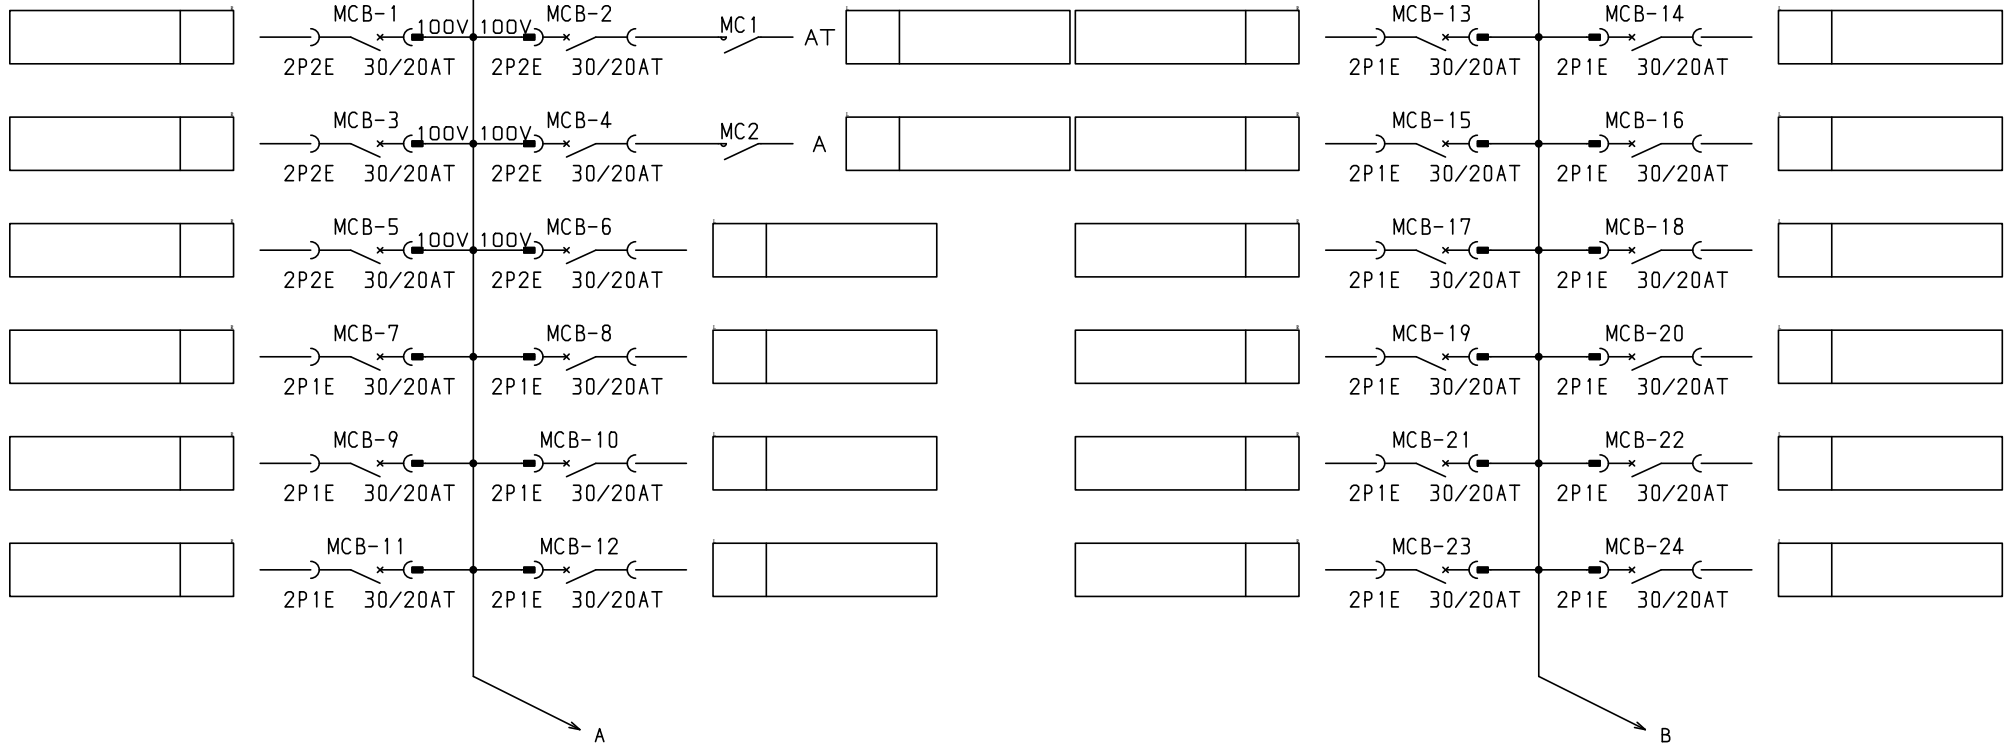 MCB-1 100V 100V MCB-2 MC1 AT MCB-13 MCB-14
2P2E 30/20AT 2P2E 30/20AT 2P1E 30/20AT 2P1E 30/20AT
MCB-3 100V 100V MCB-4 MC2 A MCB-15 MCB-16
2P2E 30/20AT 2P2E 30/20AT 2P1E 30/20AT 2P1E 30/20AT
MCB-5 100V 100V MCB-6 MCB-17 MCB-18
2P2E 30/20AT 2P2E 30/20AT 2P1E 30/20AT 2P1E 30/20AT
MCB-7 MCB-8 MCB-19 MCB-20
2P1E 30/20AT 2P1E 30/20AT 2P1E 30/20AT 2P1E 30/20AT
MCB-9 MCB-10 MCB-21 MCB-22
2P1E 30/20AT 2P1E 30/20AT 2P1E 30/20AT 2P1E 30/20AT
MCB-11 MCB-12 MCB-23 MCB-24
2P1E 30/20AT 2P1E 30/20AT 2P1E 30/20AT 2P1E 30/20AT
A B